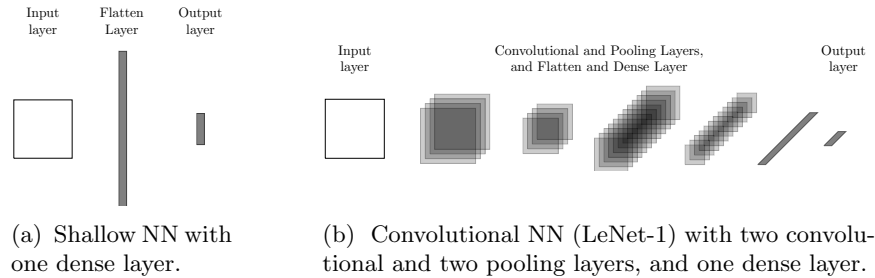 Input
layer
Flatten
Layer
Output
layer
(a) Shallow NN with
one dense layer.
Input
layer
Convolutional and Pooling Layers,
and Flatten and Dense Layer
Output
layer
(b) Convolutional NN (LeNet-1) with two convolu-
tional and two pooling layers, and one dense layer.